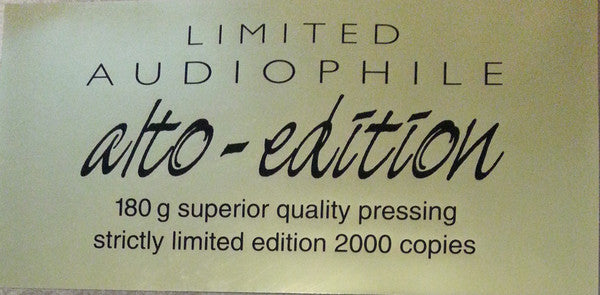 LIMITED
AUDIOPHILE
alto-edition
180 g superior quality pressing
strictly limited edition 2000 copies